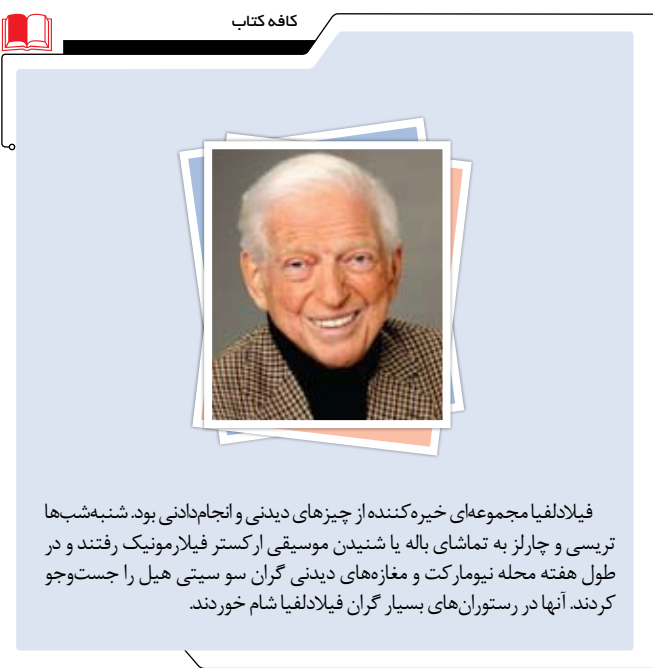 کافه کتاب
فیلادلفیا مجموعه‌ای خیره‌کننده از چیزهای دیدنی و انجام‌دادنی بود. شنبه‌شب‌ها
تریسی و چارلز به تماشای باله یا شنیدن موسیقی ارکستر فیلارمونیک رفتند و در
طول هفته محله نیومارکت و مغازه‌های دیدنی گران سو سیتی هیل را جست‌وجو
کردند. آنها در رستوران‌های بسیار گران فیلادلفیا شام خوردند.